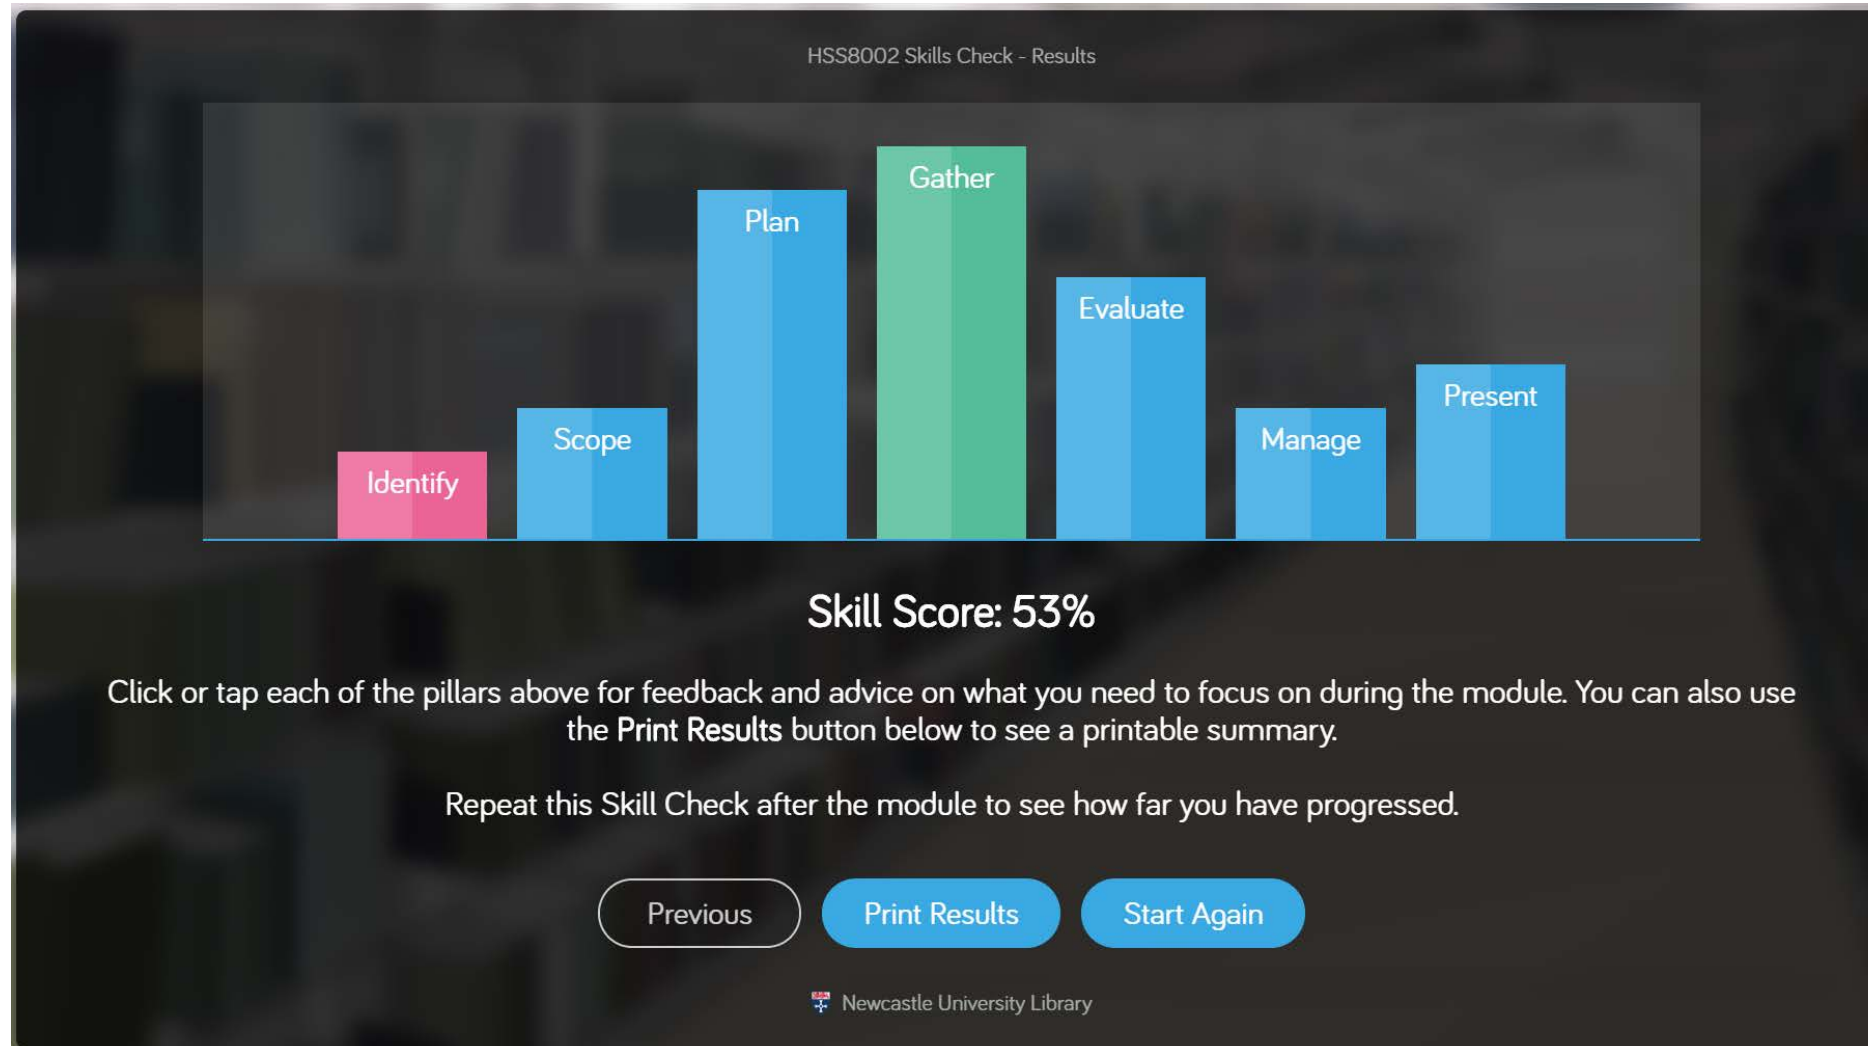 HSS8002 Skills Check - Results
Gather
Plan
Evaluate
Present
Scope
Manage
Identify
Skill Score: 53%
Click or tap each of the pillars above for feedback and advice on what you need to focus on during the module. You can also use
the Print Results button below to see a printable summary.
Repeat this Skill Check after the module to see how far you have progressed.
Previous
Print Results
Start Again
Newcastle University Library